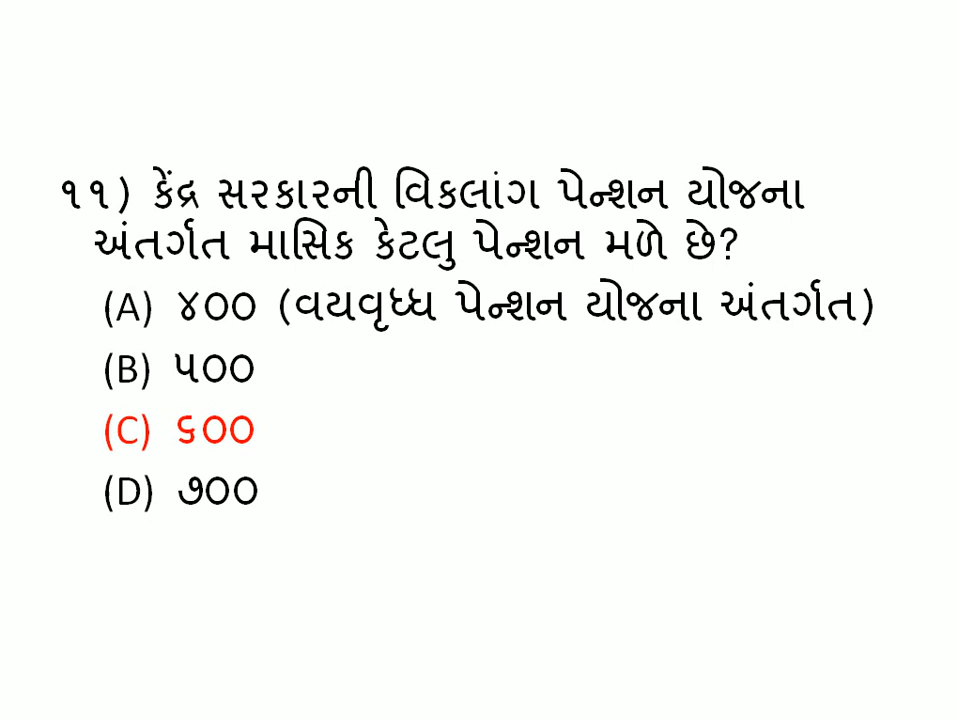 ૧૧) કેંદ્ર સરકારની વિકલાંગ પેન્શન યોજના
અંતર્ગત માસિક કેટલુ પેન્શન મળે છે?
(A) ૪૦૦ (વયવૃધ્ધ પેન્શન યોજના અંતર્ગત)
(B) ૫૦૦
(C) ૬૦૦
(D) ૭૦૦